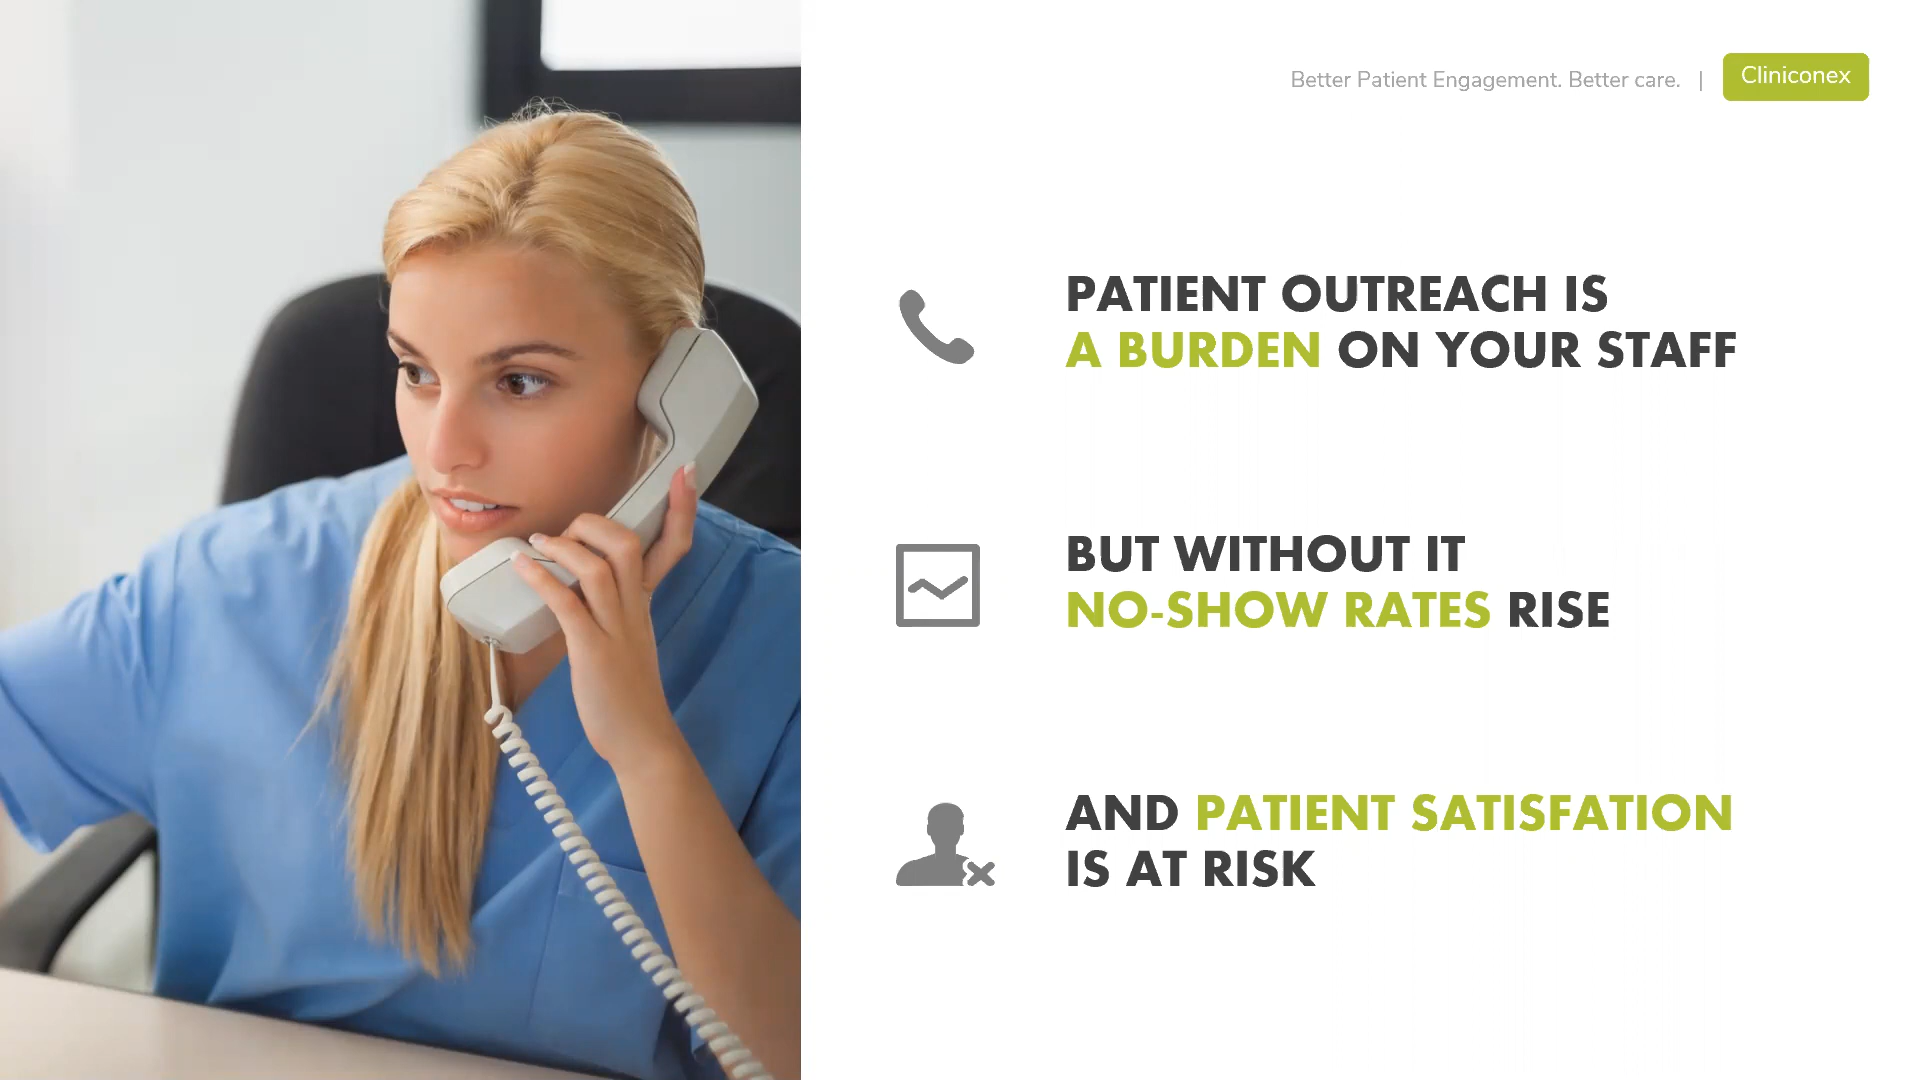 Better Patient Engagement. Better care. | Cliniconex
PATIENT OUTREACH IS
A BURDEN ON YOUR STAFF
BUT WITHOUT IT
NO-SHOW RATES RISE
AND PATIENT SATISFATION
IS AT RISK